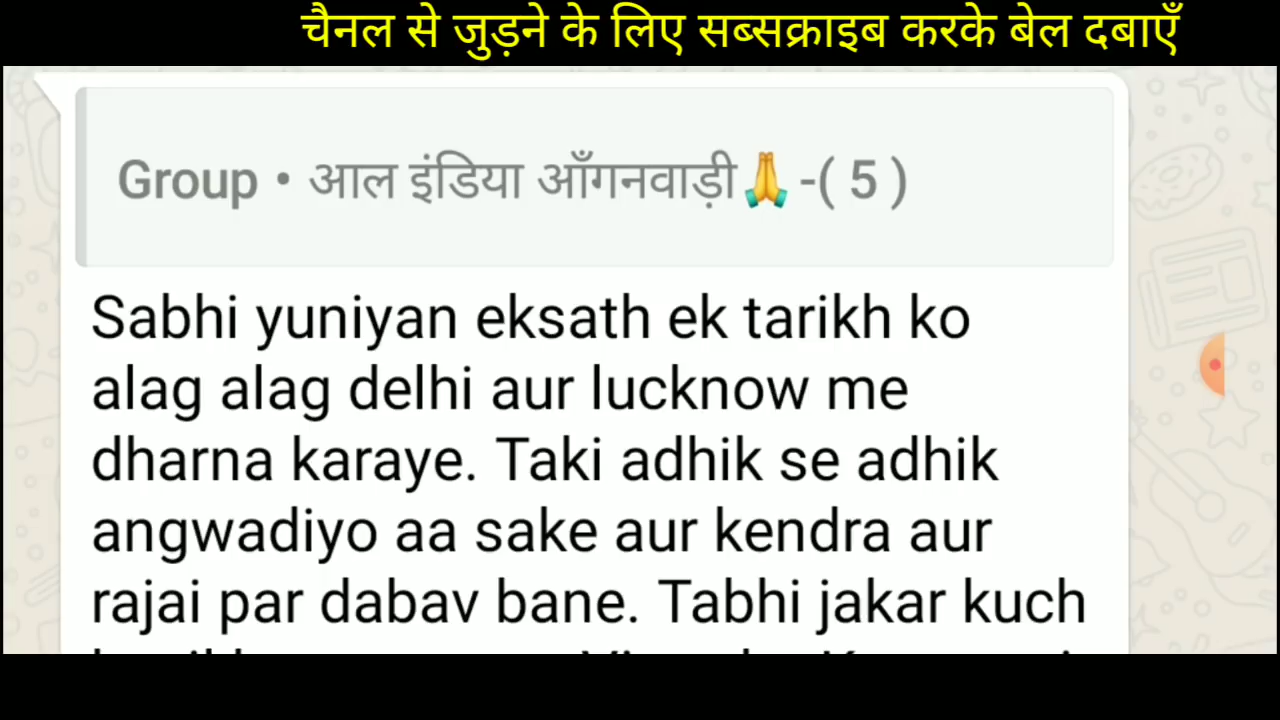 चैनल से जुड़ने के लिए सब्सक्राइब करके बेल दबाएँ
Group • आल इंडिया आँगनवाड़ी🙏-( 5 )
Sabhi yuniyan eksath ek tarikh ko
alag alag delhi aur lucknow me
dharna karaye. Taki adhik se adhik
angwadiyo aa sake aur kendra aur
rajai par dabav bane. Tabhi jakar kuch